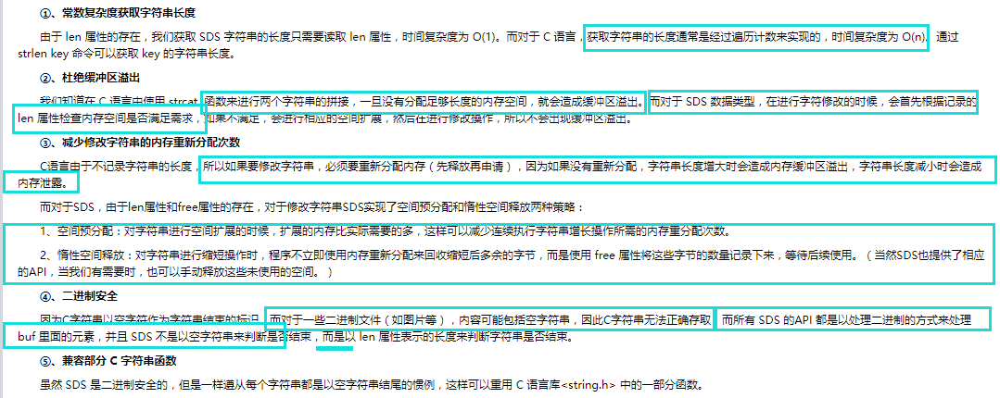 ①、常数复杂度获取字符串长度
由于 len 属性的存在，我们获取 SDS 字符串的长度只需要读取 len 属性，时间复杂度为 O(1)。而对于 C 语言，获取字符串的长度通常是经过遍历计数来实现的，时间复杂度为 O(n)。通过
strlen key 命令可以获取 key 的字符串长度。
②、杜绝缓冲区溢出
我们知道在 C 语言中使用 strcat 函数来进行两个字符串的拼接，一旦没有分配足够长度的内存空间，就会造成缓冲区溢出。而对于 SDS 数据类型，在进行字符修改的时候，会首先根据记录的
len 属性检查内存空间是否满足需求，如果不满足，会进行相应的空间扩展，然后在进行修改操作，所以不会出现缓冲区溢出。
③、减少修改字符串的内存重新分配次数
C语言由于不记录字符串的长度，所以如果要修改字符串，必须要重新分配内存（先释放再申请），因为如果没有重新分配，字符串长度增大时会造成内存缓冲区溢出，字符串长度减小时会造成
内存泄露。
而对于SDS，由于len属性和free属性的存在，对于修改字符串SDS实现了空间预分配和惰性空间释放两种策略：
1、空间预分配：对字符串进行空间扩展的时候，扩展的内存比实际需要的多，这样可以减少连续执行字符串增长操作所需的内存重分配次数。
2、惰性空间释放：对字符串进行缩短操作时，程序不立即使用内存重新分配来回收缩短后多余的字节，而是使用 free 属性将这些字节的数量记录下来，等待后续使用。（当然SDS也提供了相应
的API，当我们有需要时，也可以手动释放这些未使用的空间。）
④、二进制安全
因为C字符串以空字符作为字符串结束的标识，而对于一些二进制文件（如图片等），内容可能包括空字符串，因此C字符串无法正确存取；而所有 SDS 的API 都是以处理二进制的方式来处理
buf 里面的元素，并且 SDS 不是以空字符串来判断是否结束，而是以 len 属性表示的长度来判断字符串是否结束。
⑤、兼容部分 C 字符串函数
虽然 SDS 是二进制安全的，但是一样遵从每个字符串都是以空字符串结尾的惯例，这样可以重用 C 语言库<string.h> 中的一部分函数。